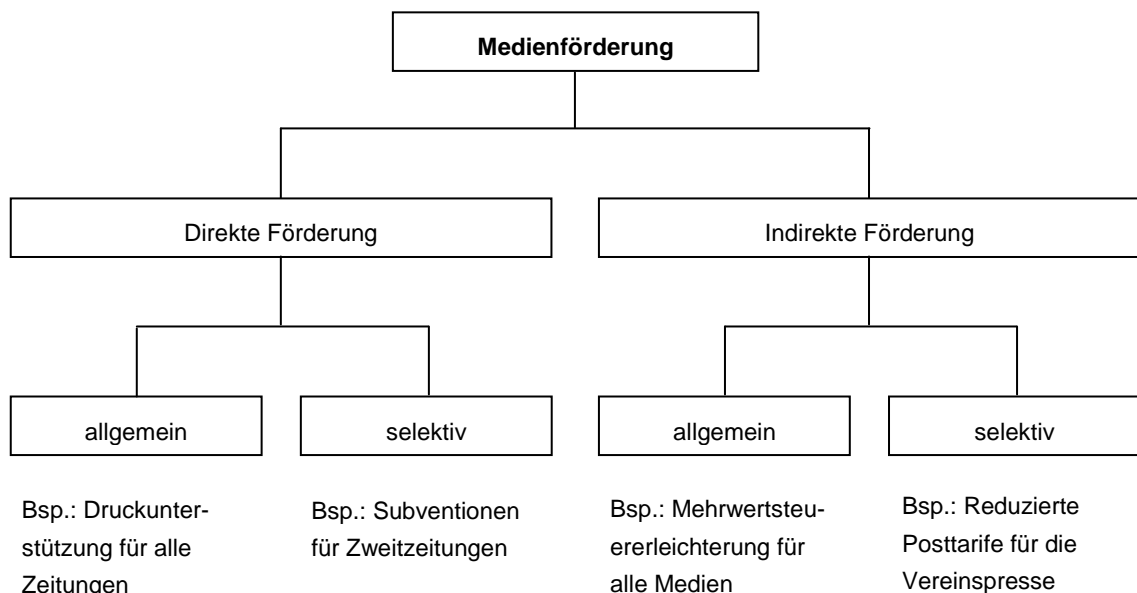 Medienförderung
Direkte Förderung
Indirekte Förderung
allgemein
selektiv
allgemein
selektiv
Bsp.: Druckunter-
stützung für alle
Zeitungen
Bsp.: Subventionen
für Zweitzeitungen
Bsp.: Mehrwertsteu-
ererleichterung für
alle Medien
Bsp.: Reduzierte
Posttarife für die
Vereinspresse